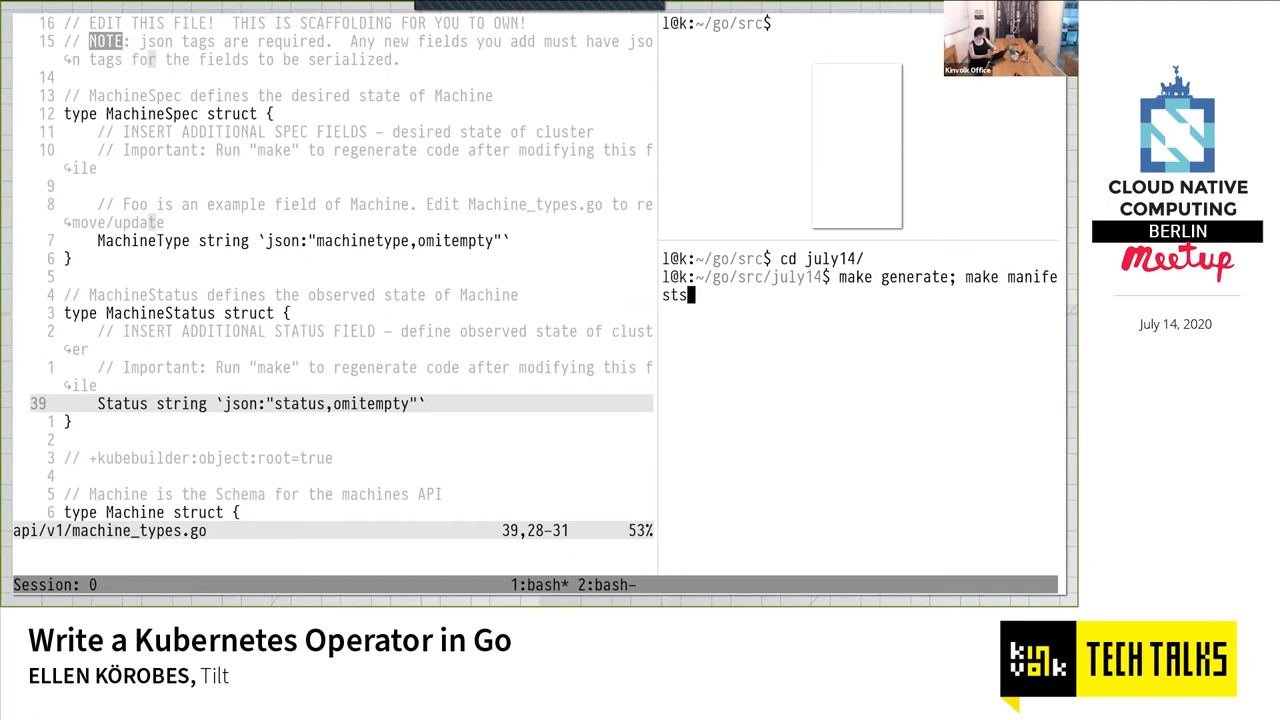 16 // EDIT THIS FILE!  THIS IS SCAFFOLDING FOR YOU TO OWN!
15 // NOTE: json tags are required.  Any new fields you add must have jso
↪n tags for the fields to be serialized.
14
13 // MachineSpec defines the desired state of Machine
12 type MachineSpec struct {
11     // INSERT ADDITIONAL SPEC FIELDS – desired state of cluster
10     // Important: Run "make" to regenerate code after modifying this f
↪ile
9
8     // Foo is an example field of Machine. Edit Machine_types.go to re
↪move/update
7     MachineType string `json:"machinetype,omitempty"`
6 }
5
4 // MachineStatus defines the observed state of Machine
3 type MachineStatus struct {
2     // INSERT ADDITIONAL STATUS FIELD – define observed state of clust
↪er
1     // Important: Run "make" to regenerate code after modifying this f
↪ile
39     Status string `json:"status,omitempty"`
1 }
2
3 // +kubebuilder:object:root=true
4
5 // Machine is the Schema for the machines API
6 type Machine struct {
api/v1/machine_types.go 39,28–31 53%
Session: 0 1:bash* 2:bash–
l@k:~/go/src$
l@k:~/go/src$ cd july14/
l@k:~/go/src/july14$ make generate; make manife
sts
Kinvolk Office
CLOUD NATIVE
COMPUTING
BERLIN
Meetup
July 14, 2020
Write a Kubernetes Operator in Go
ELLEN KÖROBES, Tilt
kinvolk
TECH TALKS